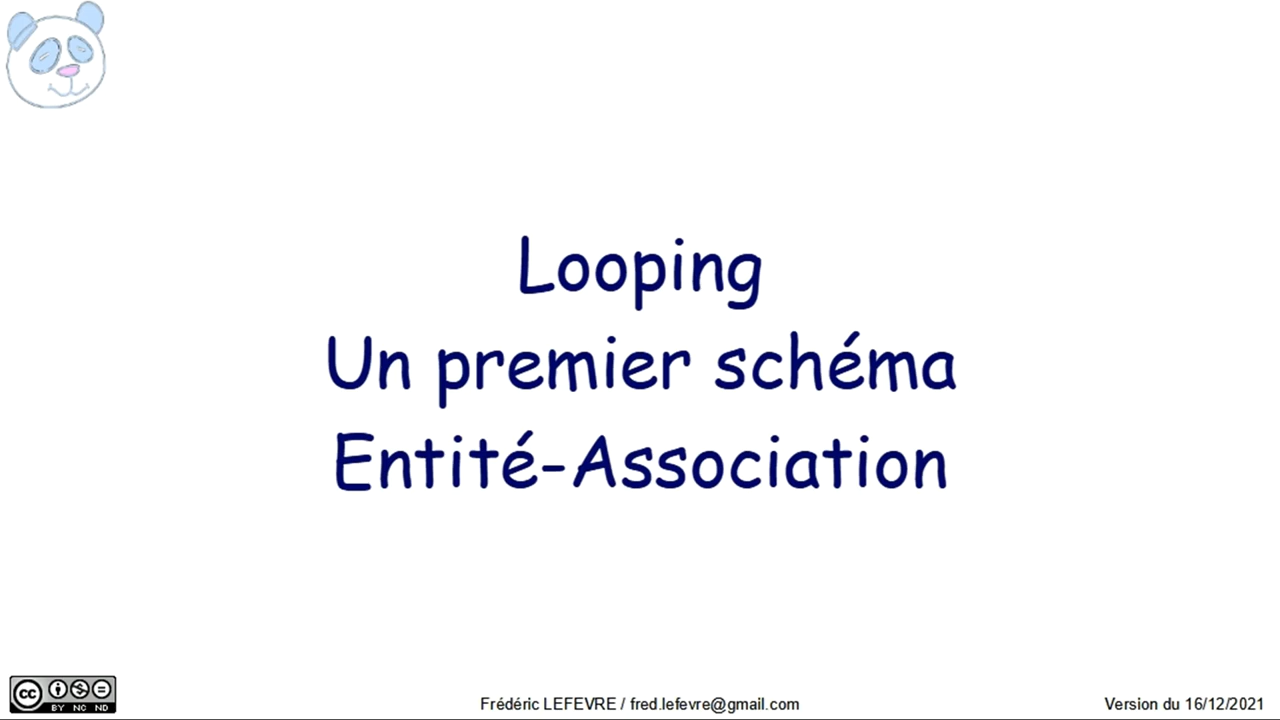 Looping
Un premier schéma
Entité-Association
cc
BY NC ND
Frédéric LEFEVRE / fred.lefevre@gmail.com
Version du 16/12/2021